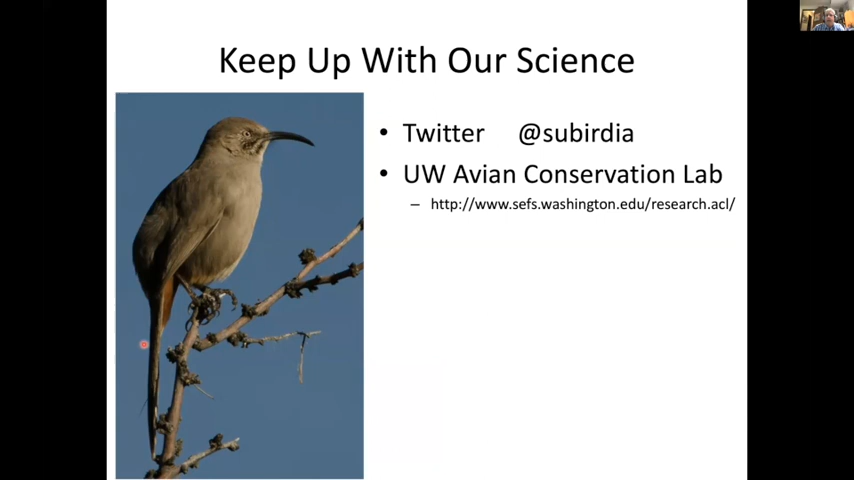 Keep Up With Our Science
• Twitter @subirdia
• UW Avian Conservation Lab
– http://www.sefs.washington.edu/research.acl/